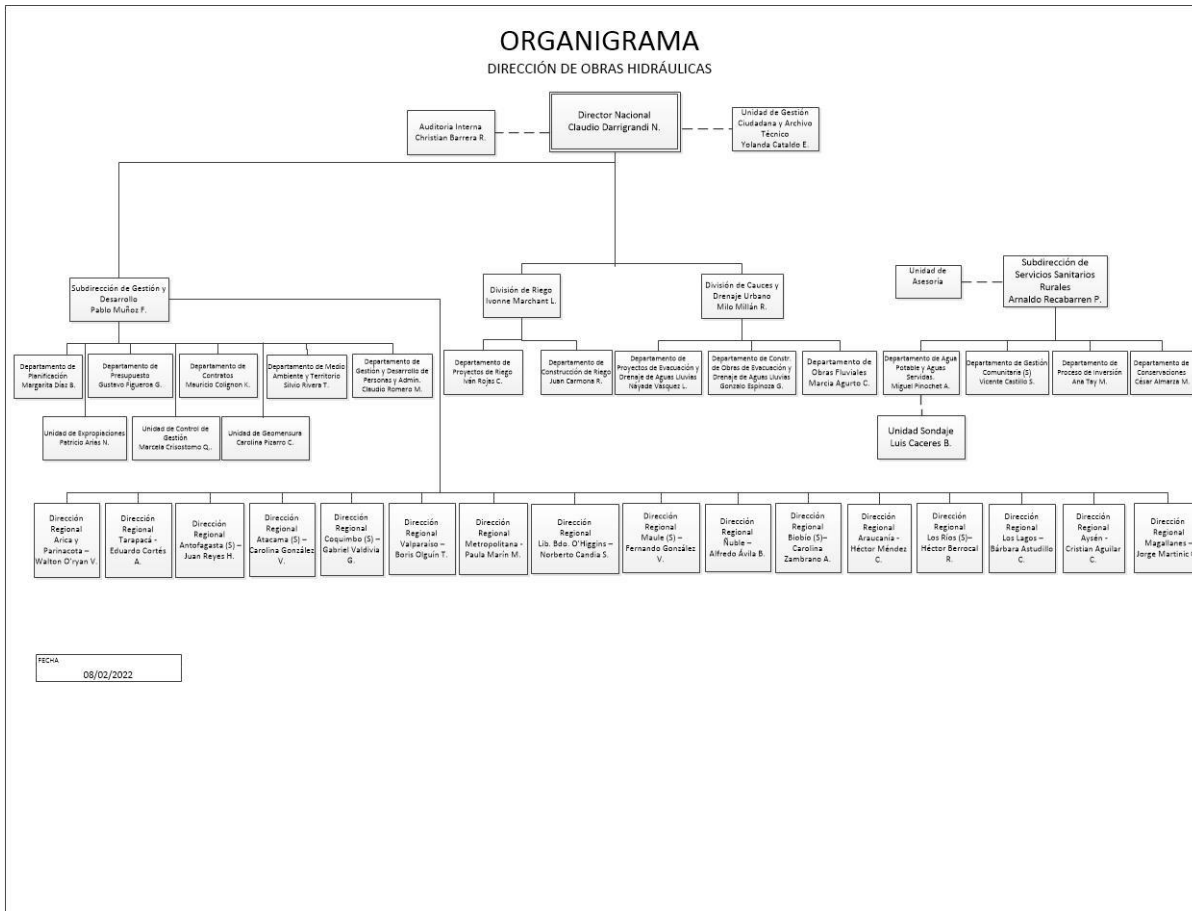 ORGANIGRAMA
DIRECCIÓN DE OBRAS HIDRÁULICAS
Director Nacional
Claudio Darrigrandi N.
Auditoria Interna
Christian Barrera R.
Unidad de Gestión
Ciudadana y Archivo
Técnico
Yolanda Cataldo E.
Subdirección de Gestión y
Desarrollo
Pablo Muños F.
División de Riego
Ivonne Marchant L.
División de Cauces y
Drenaje Urbano
Milo Millán R.
Unidad de
Asesoria
Subdirección de
Servicios Sanitarios
Rurales
Arnaldo Recabarren P.
Departamento de
Planificación
Margarita Díaz B.
Departamento de
Presupuesto
Gustavo Figueroa G.
Departamento de
Contratos
Mauricio Colignon K.
Departamento de Medio
Ambiente y Territorio
Silvio Rivera T.
Departamento de
Gestión y Desarrollo de
Personas y Admin.
Claudio Romero M.
Departamento de
Proyectos de Riego
Iván Rojas C.
Departamento de
Construcción de Riego
Juan Carmona R.
Departamento de
Proyectos de Evacuación y
Drenaje de Aguas Lluvias
Náyade Vásquez L.
Departamento de Constr.
de Obras de Evacuación y
Drenaje de Aguas Lluvias
Gonzalo Espinoza G.
Departamento de
Obras Fluviales
Marcia Agurto C.
Departamento de Agua
Potable y Aguas
Servidas.
Miguel Pinochet A.
Departamento de Gestión
Comunitaria (S)
Vicente Castillo S.
Departamento de
Proceso de Inversión
Ana Tay M.
Departamento de
Conservaciones
César Almarza M.
Unidad de Expropiaciones
Patricio Arias N.
Unidad de Control de
Gestión
Marcela Crisostomo Q.
Unidad de Geomensura
Carolina Pizarro C.
Unidad Sondaje
Luis Caceres B.
Dirección
Regional
Arica y
Parinacota –
Walton O'ryan V.
Dirección
Regional
Tarapacá -
Eduardo Cortés
A.
Dirección
Regional
Antofagasta (S) –
Juan Reyes H.
Dirección
Regional
Atacama (S) –
Carolina González
V.
Dirección
Regional
Coquimbo (S) –
Gabriel Valdivia
G.
Dirección
Regional
Valparaíso –
Boris Olguín T.
Dirección
Regional
Metropolitana -
Paula Marín M.
Dirección
Regional
Lib. Bdo. O'Higgins –
Norberto Candia S.
Dirección
Regional
Maule (S) –
Fernando González
V.
Dirección
Regional
Ñuble –
Alfredo Ávila B.
Dirección
Regional
Biobío (S)–
Carolina
Zambrano A.
Dirección
Regional
Araucanía -
Héctor Méndez
C.
Dirección
Regional
Los Ríos (S)–
Héctor Berrocal
R.
Dirección
Regional
Los Lagos –
Bárbara Astudillo
C.
Dirección
Regional
Aysén -
Cristian Aguilar
C.
Dirección
Regional
Magallanes –
Jorge Martinic
FECHA
08/02/2022